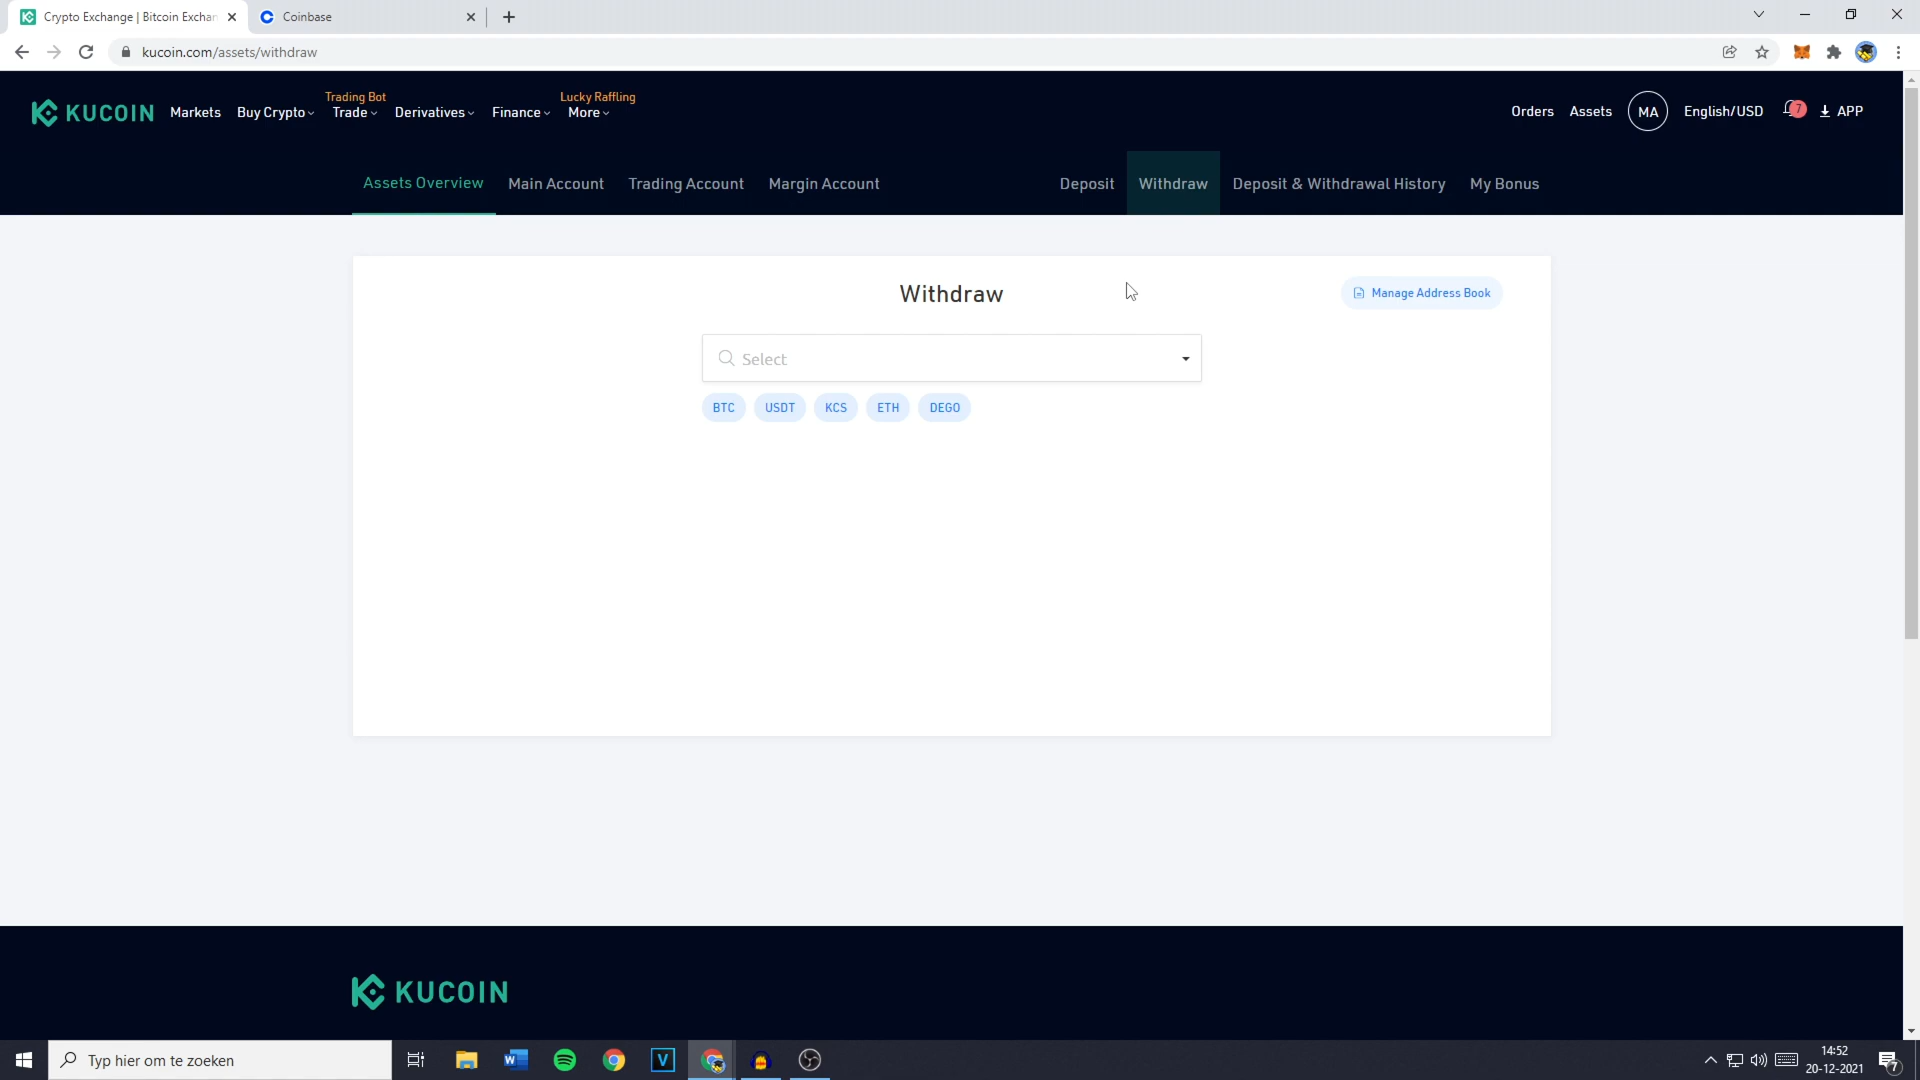 Crypto Exchange | Bitcoin Exchan
Coinbase
kucoin.com/assets/withdraw
KUCOIN
Markets
Buy Crypto
Trading Bot
Trade
Derivatives
Finance
Lucky Raffling
More
Orders
Assets
MA
English/USD
7
APP
Assets Overview
Main Account
Trading Account
Margin Account
Deposit
Withdraw
Deposit & Withdrawal History
My Bonus
Withdraw
Manage Address Book
Select
BTC
USDT
KCS
ETH
DEGO
KUCOIN
Typ hier om te zoeken
W
V
14:52
20-12-2021
7